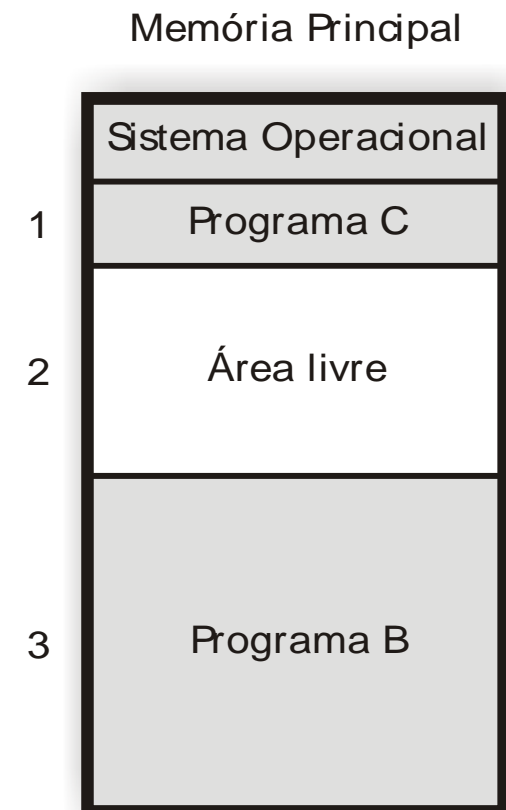 Memória Principal
Sistema Operacional
1 Programa C
2 Área livre
3 Programa B